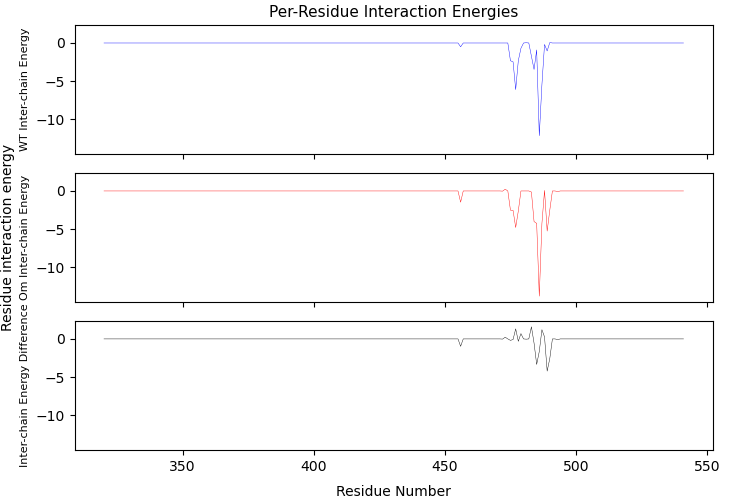 Per-Residue Interaction Energies
Residue interaction energy
WT Inter-chain Energy
0
−5
−10
Om Inter-chain Energy
0
−5
−10
Inter-chain Energy Difference
0
−5
−10
350
400
450
500
550
Residue Number